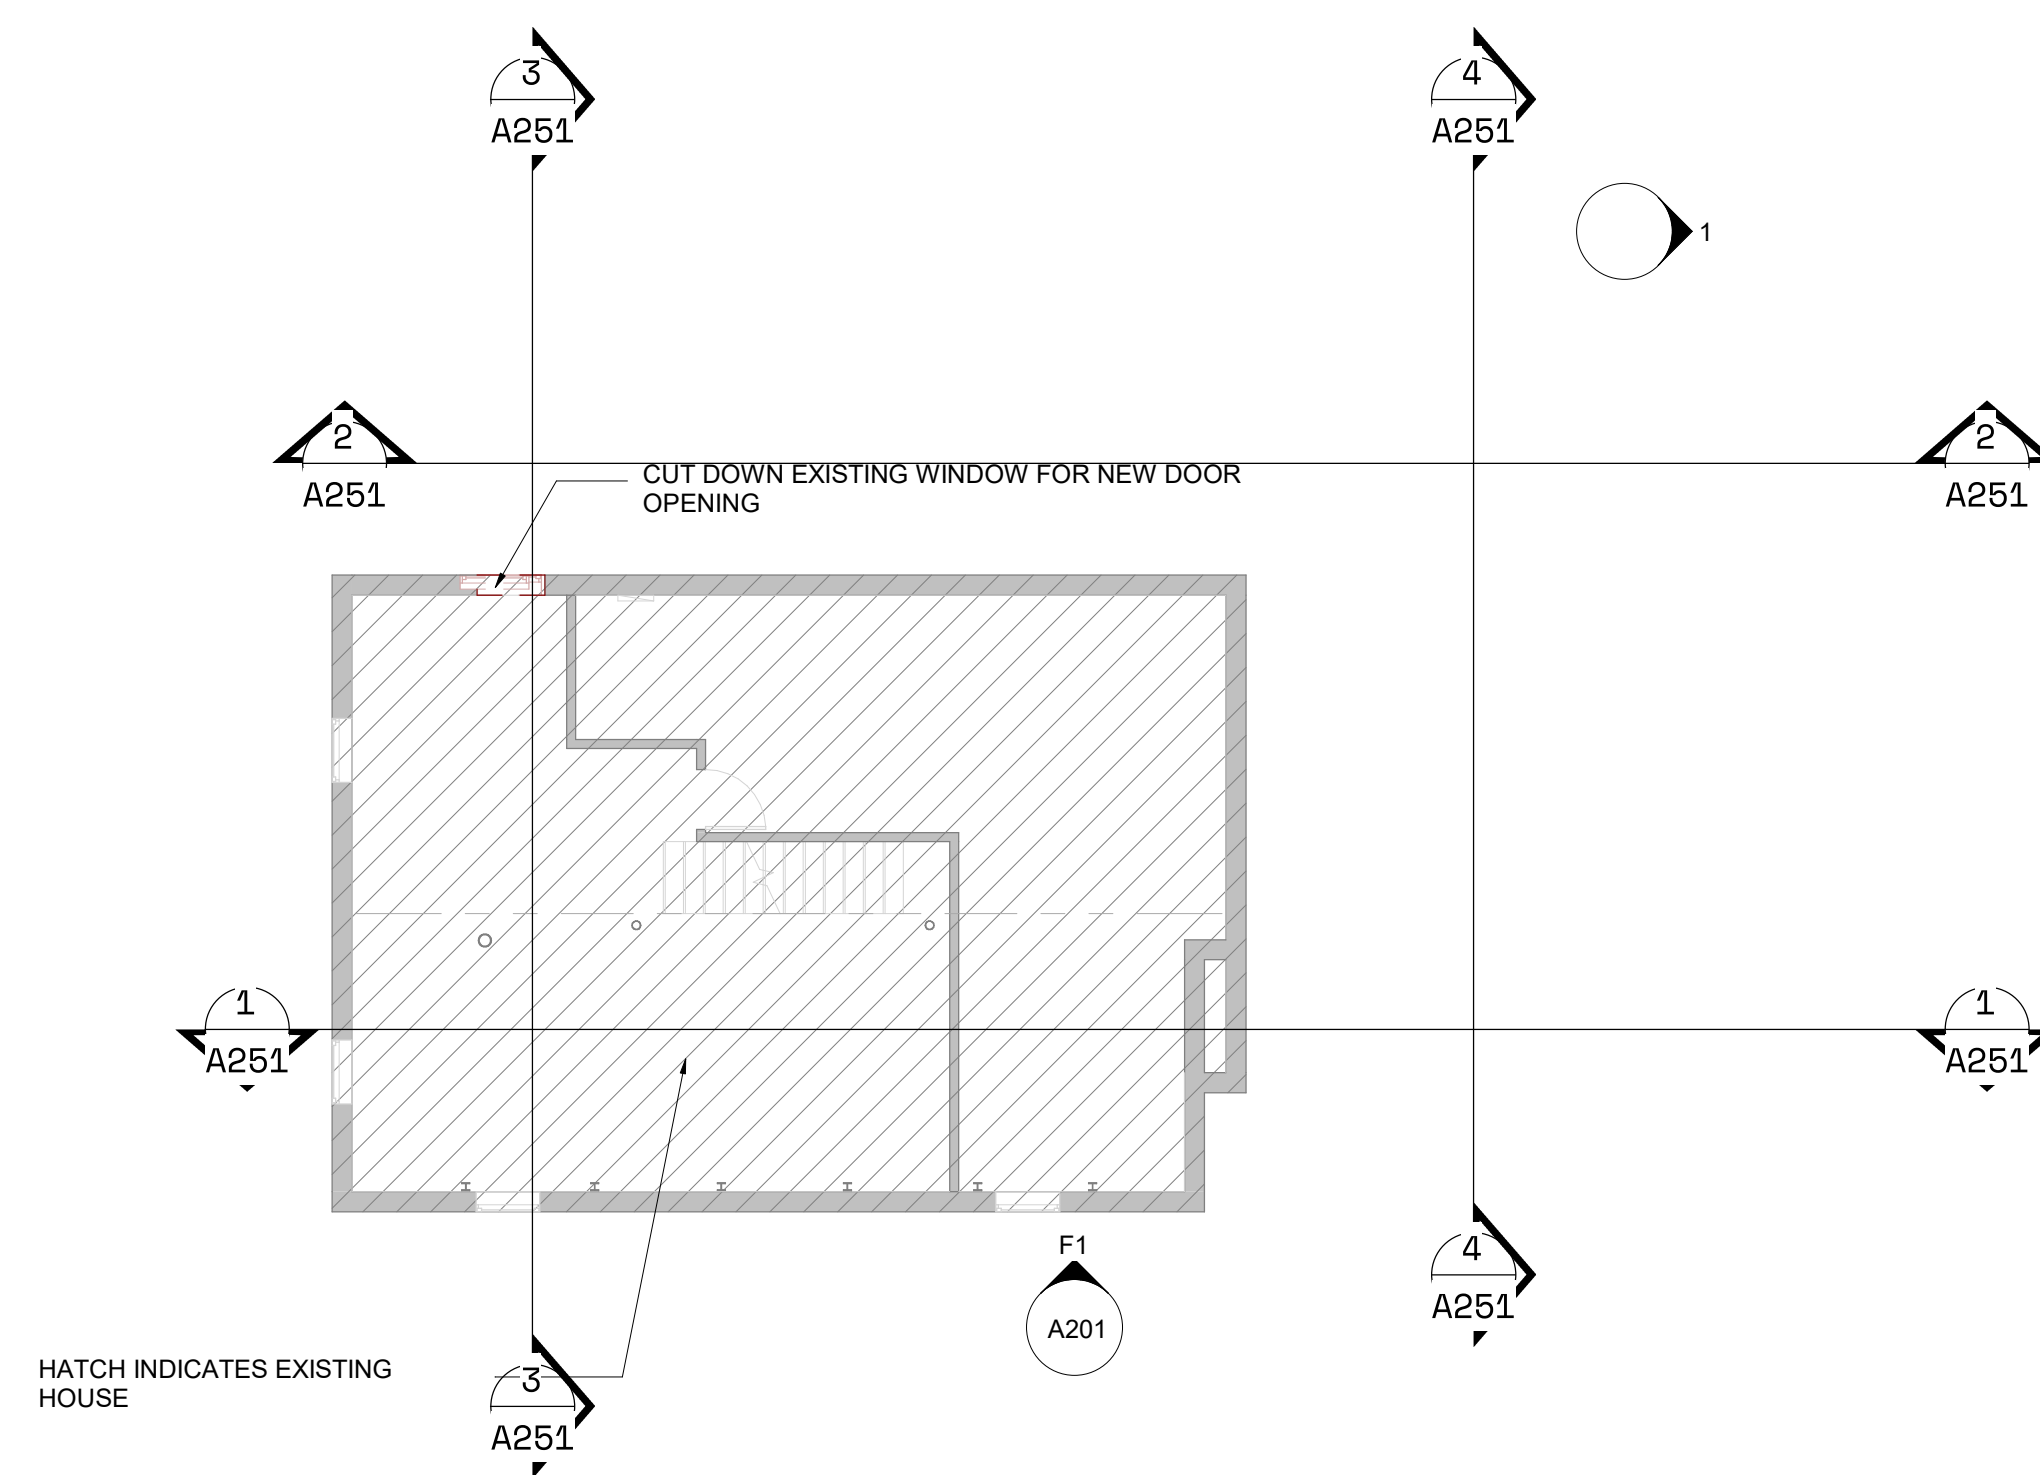 3
A251
4
A251
1
2
A251
2
A251
CUT DOWN EXISTING WINDOW FOR NEW DOOR
OPENING
1
A251
1
A251
F1
A201
4
A251
HATCH INDICATES EXISTING
HOUSE
3
A251